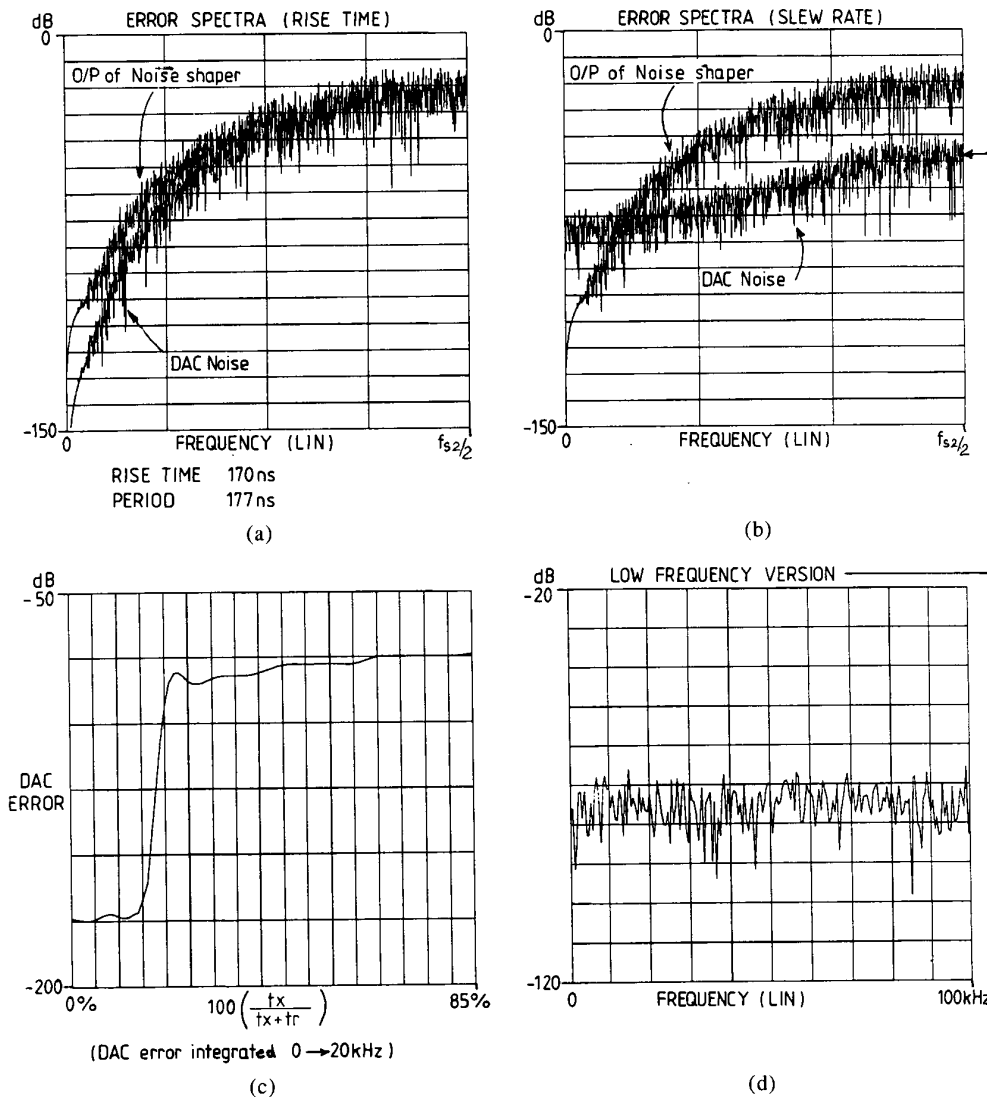 dB ERROR SPECTRA (RISE TIME)
0
O/P of Noise shaper
DAC Noise
-150
0 FREQUENCY (LIN) fs2/2
RISE TIME 170ns
PERIOD 177ns
(a)
dB ERROR SPECTRA (SLEW RATE)
0
O/P of Noise shaper
DAC Noise
-150
0 FREQUENCY (LIN) fs2/2
(b)
dB
-50
DAC
ERROR
-200
0% 100(tx/tx+tr) 85%
(DAC error integrated 0→20kHz)
(c)
dB LOW FREQUENCY VERSION
-20
-120
0 FREQUENCY (LIN) 100kHz
(d)